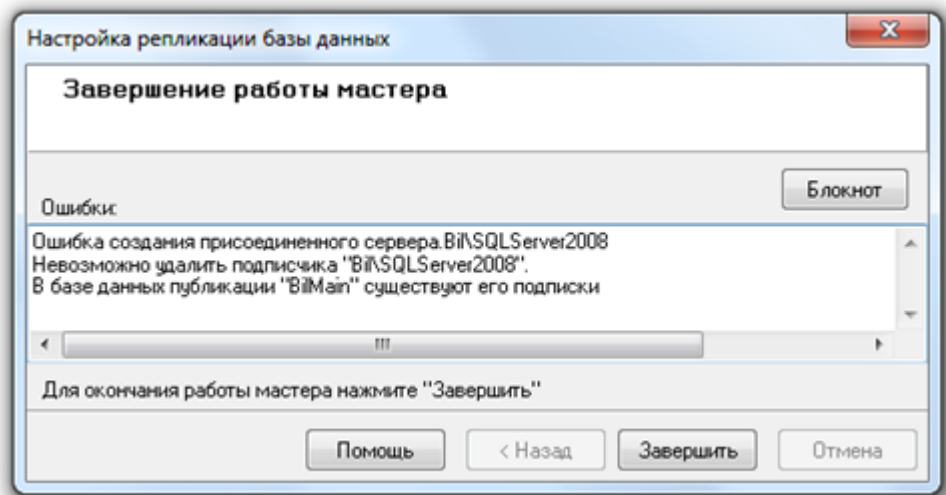 Настройка репликации базы данных
Завершение работы мастера
Блокнот
Ошибки:
Ошибка создания присоединенного сервера.Bil\SQLServer2008
Невозможно удалить подписчика "Bil\SQLServer2008".
В базе данных публикации "BilMain" существуют его подписки
Для окончания работы мастера нажмите "Завершить"
Помощь
< Назад
Завершить
Отмена